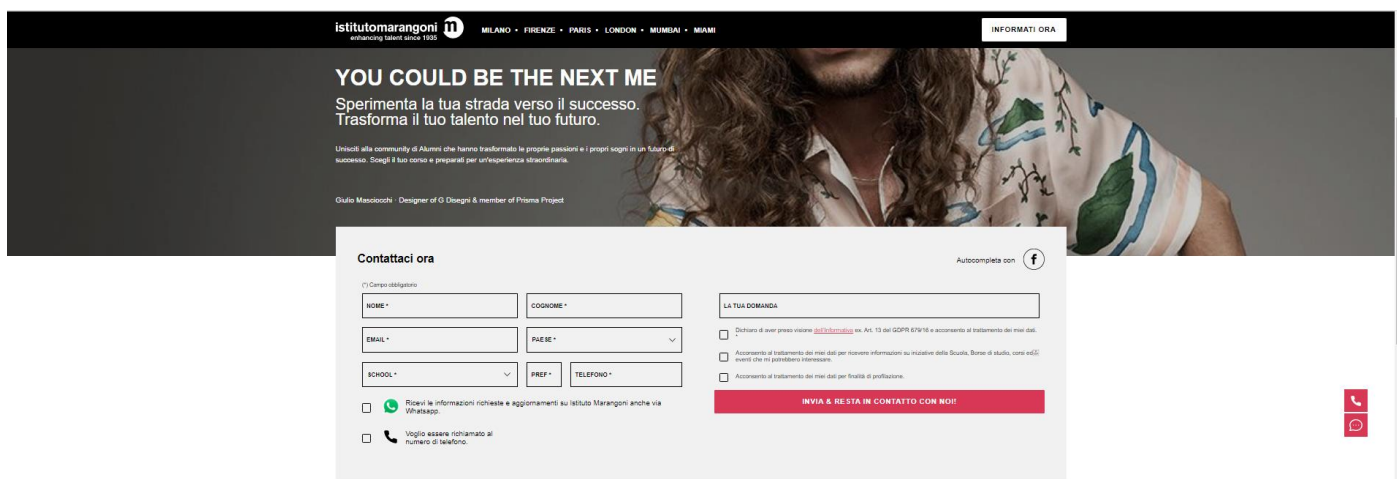 istitutomarangoni m
enhancing talent since 1935
MILANO • FIRENZE • PARIS • LONDON • MUMBAI • MIAMI
INFORMATI ORA
YOU COULD BE THE NEXT ME
Sperimenta la tua strada verso il successo.
Trasforma il tuo talento nel tuo futuro.
Unisciti alla community di Alumni che hanno trasformato le proprie passioni e i propri sogni in un futuro di
successo. Scegli il tuo corso e preparati per un'esperienza straordinaria.
Giulio Masciocchi - Designer of G Disegni & member of Prisma Project
Contattaci ora
Autocompleta con f
(*) Campo obbligatorio
NOME *
COGNOME *
EMAIL *
PAESE *
SCHOOL *
PREF *
TELEFONO *
Ricevi le informazioni richieste e aggiornamenti su Istituto Marangoni anche via
Whatsapp.
Voglio essere richiamato al
numero di telefono.
LA TUA DOMANDA
Dichiaro di aver preso visione dell'Informativa ex. Art. 13 del GDPR 679/16 e acconsento al trattamento dei miei dati.
*
Acconsento al trattamento dei miei dati per ricevere informazioni su iniziative della Scuola, Borse di studio, corsi ed
eventi che mi potrebbero interessare.
Acconsento al trattamento dei miei dati per finalità di profilazione.
INVIA & RESTA IN CONTATTO CON NOI!